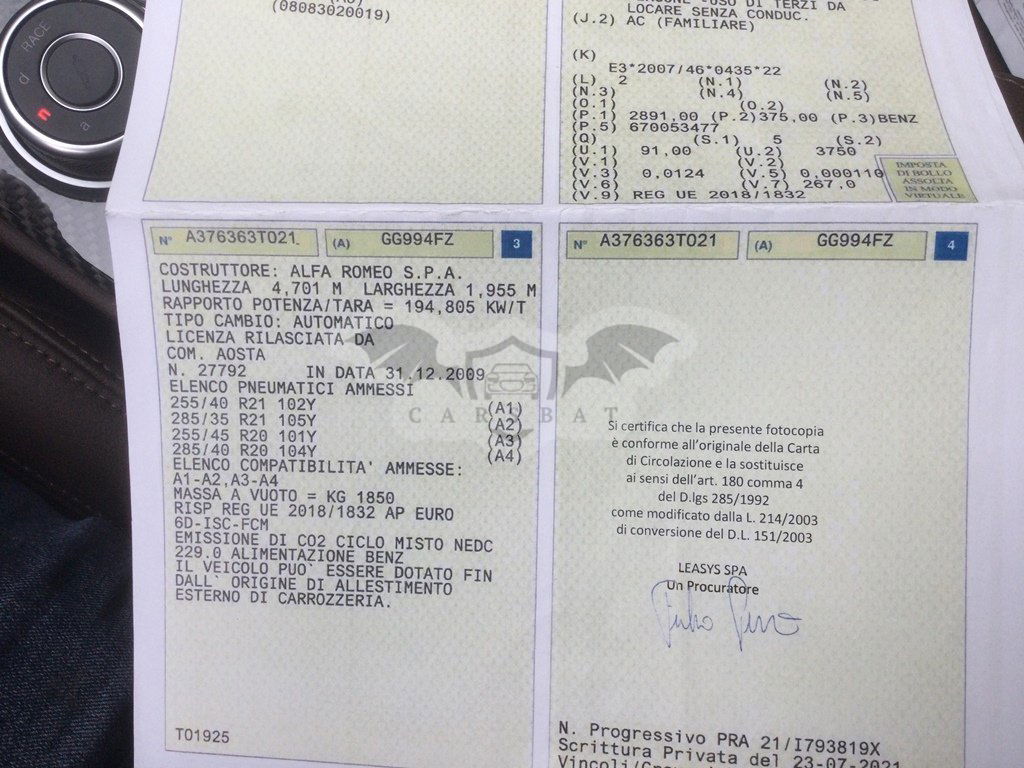 RACE
d
n
a
(08083020019)
USO DI TERZI DA
LOCARE SENZA CONDUC.
(J.2) AC (FAMILIARE)
(K)
E3*2007/46*0435*22
(L) 2 (N.1) (N.2)
(N.3) (N.4) (N.5)
(O.1) (O.2)
(P.1) 2891,00 (P.2)375,00 (P.3)BENZ
(P.5) 670053477
(Q) (S.1) 5 (S.2)
(U.1) 91,00 (U.2) 3750
(V.1) (V.2)
(V.3) 0,0124 (V.5) 0,000110
(V.6) (V.7) 267,0
(V.9) REG UE 2018/1832
IMPOSTA
DI BOLLO
ASSOLTA
IN MODO
VIRTUALE
N° A376363TO21 (A) GG994FZ 3
COSTRUTTORE: ALFA ROMEO S.P.A.
LUNGHEZZA 4,701 M LARGHEZZA 1,955 M
RAPPORTO POTENZA/TARA = 194,805 KW/T
TIPO CAMBIO: AUTOMATICO
LICENZA RILASCIATA DA
COM. AOSTA
N. 27792 IN DATA 31.12.2009
ELENCO PNEUMATICI AMMESSI
255/40 R21 102Y (A1)
285/35 R21 105Y (A2)
255/45 R20 101Y (A3)
285/40 R20 104Y (A4)
ELENCO COMPATIBILITA' AMMESSE:
A1-A2,A3-A4
MASSA A VUOTO = KG 1850
RISP REG UE 2018/1832 AP EURO
6D-ISC-FCM
EMISSIONE DI CO2 CICLO MISTO NEDC
229.0 ALIMENTAZIONE BENZ
IL VEICOLO PUO` ESSERE DOTATO FIN
DALL` ORIGINE DI ALLESTIMENTO
ESTERNO DI CARROZZERIA.
T01925
CARSBAT
N° A376363TO21 (A) GG994FZ 4
Si certifica che la presente fotocopia
è conforme all'originale della Carta
di Circolazione e la sostituisce
ai sensi dell'art. 180 comma 4
del D.lgs 285/1992
come modificato dalla L. 214/2003
di conversione del D.L. 151/2003
LEASYS SPA
Un Procuratore
N. Progressivo PRA 21/I793819X
Scrittura Privata del 23-07-2021